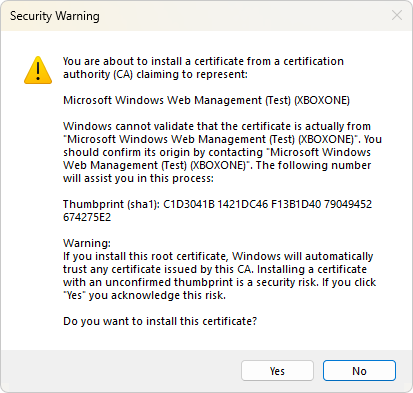 Security Warning
You are about to install a certificate from a certification
authority (CA) claiming to represent:
Microsoft Windows Web Management (Test) (XBOXONE)
Windows cannot validate that the certificate is actually from
"Microsoft Windows Web Management (Test) (XBOXONE)". You
should confirm its origin by contacting "Microsoft Windows
Web Management (Test) (XBOXONE)". The following number
will assist you in this process:
Thumbprint (sha1): C1D3041B 1421DC46 F13B1D40 79049452
674275E2
Warning:
If you install this root certificate, Windows will automatically
trust any certificate issued by this CA. Installing a certificate
with an unconfirmed thumbprint is a security risk. If you click
"Yes" you acknowledge this risk.
Do you want to install this certificate?
Yes
No